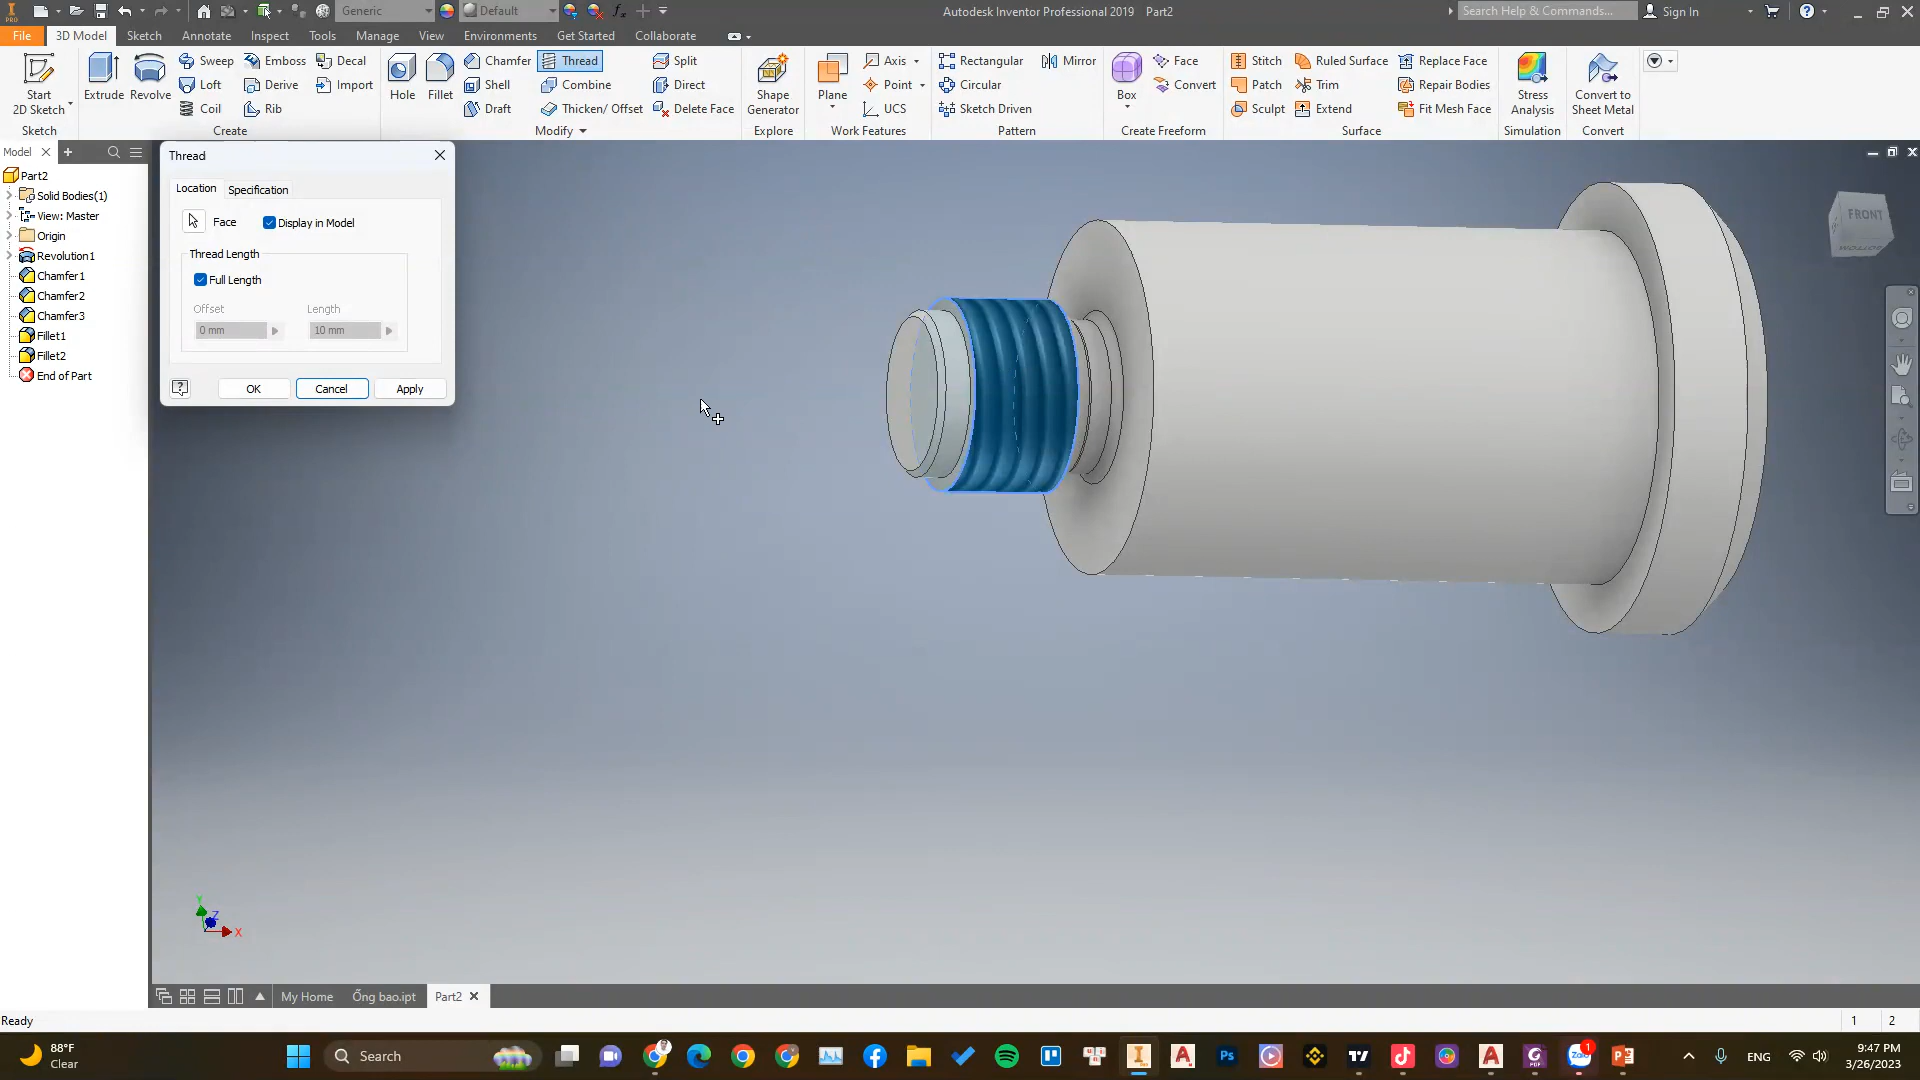 Generic
Default
Autodesk Inventor Professional 2019 Part2
Search Help & Commands...
Sign In
File
3D Model
Sketch
Annotate
Inspect
Tools
Manage
View
Environments
Get Started
Collaborate
Start
2D Sketch
Extrude
Revolve
Sweep
Emboss
Decal
Loft
Derive
Import
Coil
Rib
Hole
Fillet
Chamfer
Thread
Split
Shell
Combine
Direct
Draft
Thicken/ Offset
Delete Face
Shape
Generator
Plane
Axis
Point
UCS
Rectangular
Mirror
Circular
Sketch Driven
Box
Face
Convert
Stitch
Ruled Surface
Replace Face
Patch
Trim
Repair Bodies
Sculpt
Extend
Fit Mesh Face
Stress
Analysis
Convert to
Sheet Metal
Sketch
Create
Modify
Explore
Work Features
Pattern
Create Freeform
Surface
Simulation
Convert
Model
Part2
Solid Bodies(1)
View: Master
Origin
Revolution1
Chamfer1
Chamfer2
Chamfer3
Fillet1
Fillet2
End of Part
Thread
Location
Specification
Face
Display in Model
Thread Length
Full Length
Offset
Length
0 mm
10 mm
OK
Cancel
Apply
FRONT
BOTTOM
Y
Z
X
My Home
Ống bao.ipt
Part2
Ready
1
2
88°F
Clear
Search
Zalo
1
ENG
9:47 PM
3/26/2023